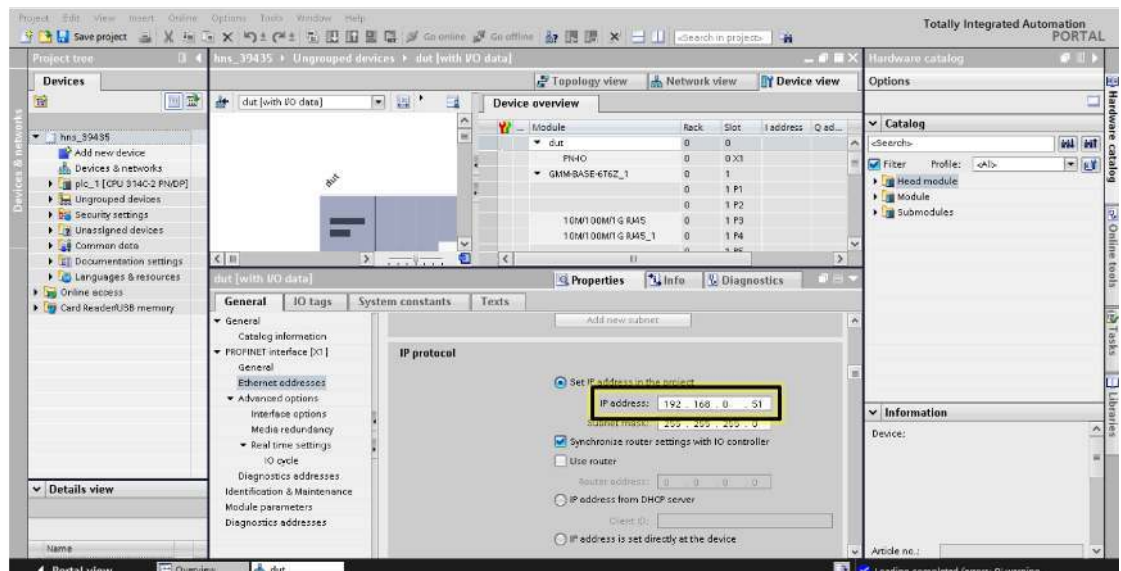 Project Edit View Insert Online Options Tools Window Help
Totally Integrated Automation
PORTAL
Save project
Go online
Go offline
<Search in project>
Project tree
hns_39435 ▸ Ungrouped devices ▸ dut [with I/O data]
Hardware catalog
Devices
Topology view
Network view
Device view
Options
dut [with I/O data]
Device overview
Catalog
<Search>
Filter
Profile:
<All>
Head module
Module
Submodules
hns_39435
Add new device
Devices & networks
plc_1 [CPU 314C-2 PN/DP]
Ungrouped devices
Security settings
Unassigned devices
Common data
Documentation settings
Languages & resources
Online access
Card Reader/USB memory
dut
Module Rack Slot I address Q ad...
dut 0 0
PN-IO 0 0 X1
GMM-BASE-6T6Z_1 0 1
0 1 P1
0 1 P2
10M/100M/1G RJ45 0 1 P3
10M/100M/1G RJ45_1 0 1 P4
0 1 P5
dut [with I/O data]
Properties
Info
Diagnostics
General
IO tags
System constants
Texts
General
Catalog information
PROFINET interface [X1]
General
Ethernet addresses
Advanced options
Interface options
Media redundancy
Real time settings
IO cycle
Diagnostics addresses
Identification & Maintenance
Module parameters
Diagnostics addresses
Add new subnet
IP protocol
Set IP address in the project
IP address: 192 . 168 . 0 . 51
Subnet mask: 255 . 255 . 255 . 0
Synchronize router settings with IO controller
Use router
Router address: 0 . 0 . 0 . 0
IP address from DHCP server
Client ID:
IP address is set directly at the device
Information
Device:
Article no.:
Details view
Name
Devices & networks
Hardware catalog
Online tools
Tasks
Libraries
Portal view
Overview
dut